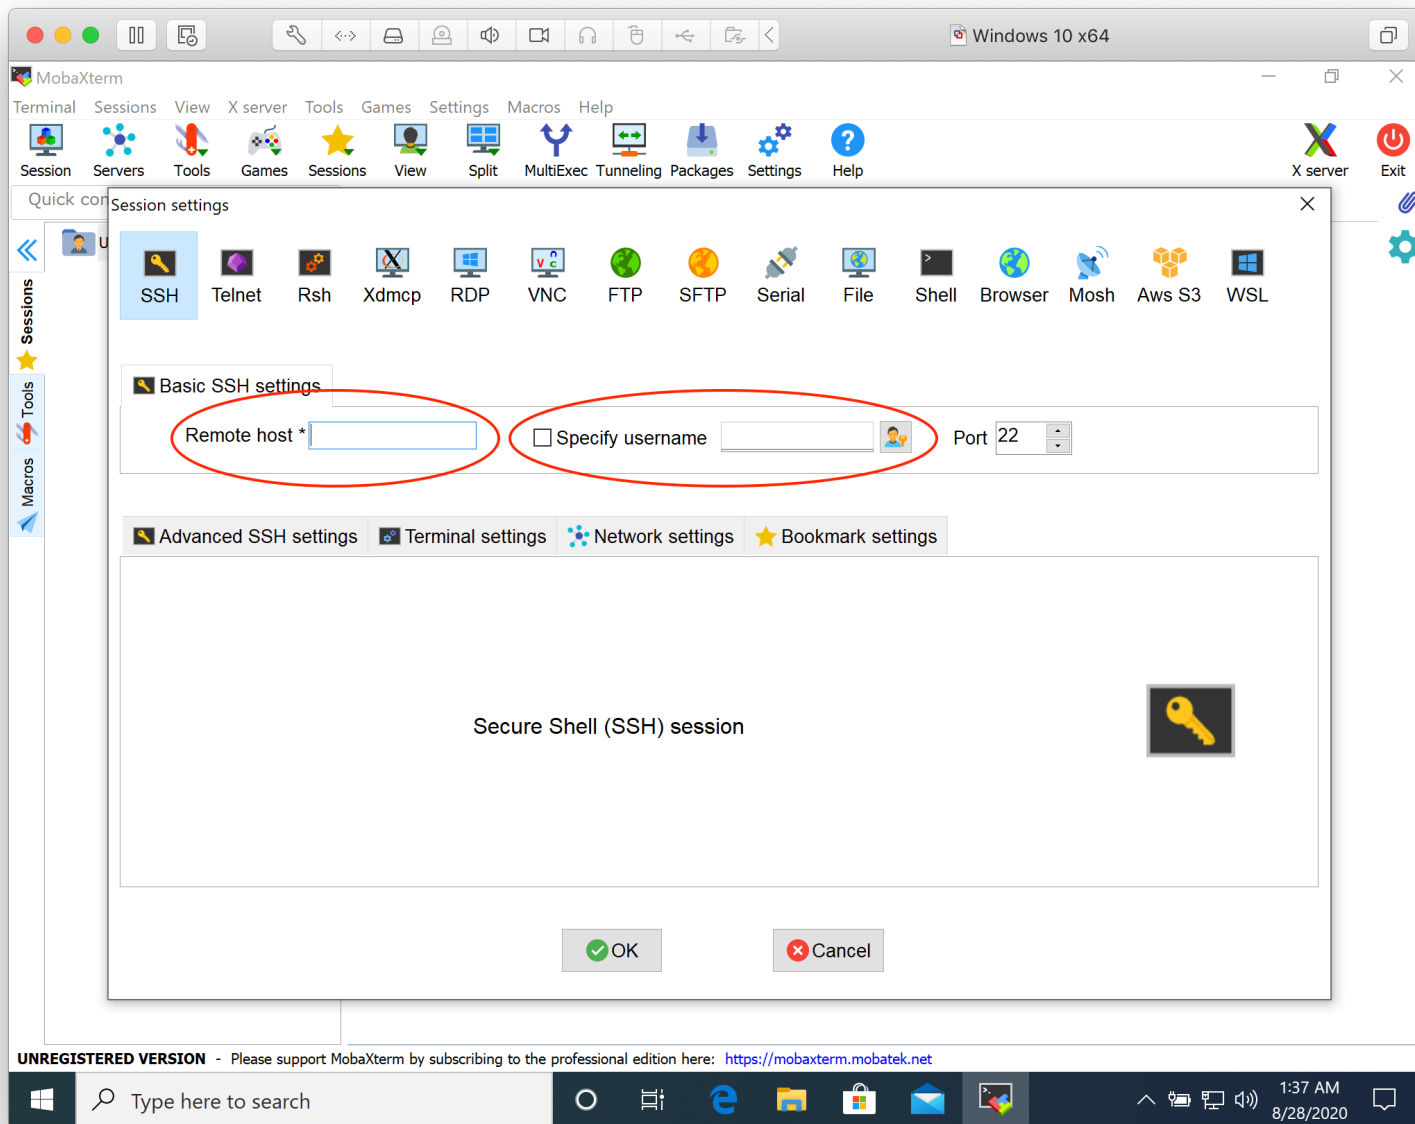 Windows 10 x64
MobaXterm
Terminal Sessions View X server Tools Games Settings Macros Help
Session Servers Tools Games Sessions View Split MultiExec Tunneling Packages Settings Help X server Exit
Quick con
Session settings
U
SSH Telnet Rsh Xdmcp RDP VNC FTP SFTP Serial File Shell Browser Mosh Aws S3 WSL
Sessions
Tools
Macros
Basic SSH settings
Remote host * Specify username Port 22
Advanced SSH settings Terminal settings Network settings Bookmark settings
Secure Shell (SSH) session
OK Cancel
UNREGISTERED VERSION - Please support MobaXterm by subscribing to the professional edition here: https://mobaxterm.mobatek.net
Type here to search
1:37 AM
8/28/2020